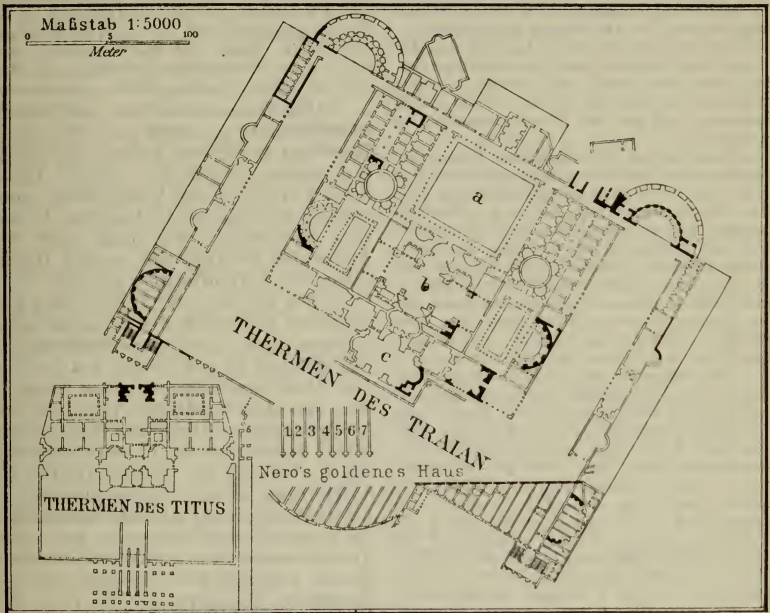 Maßstab 1:5000
0 5 100
Meter
a
b
c
THERMEN DES TRAIAN
1 2 3 4 5 6 7
Nero's goldenes Haus
THERMEN DES TITUS